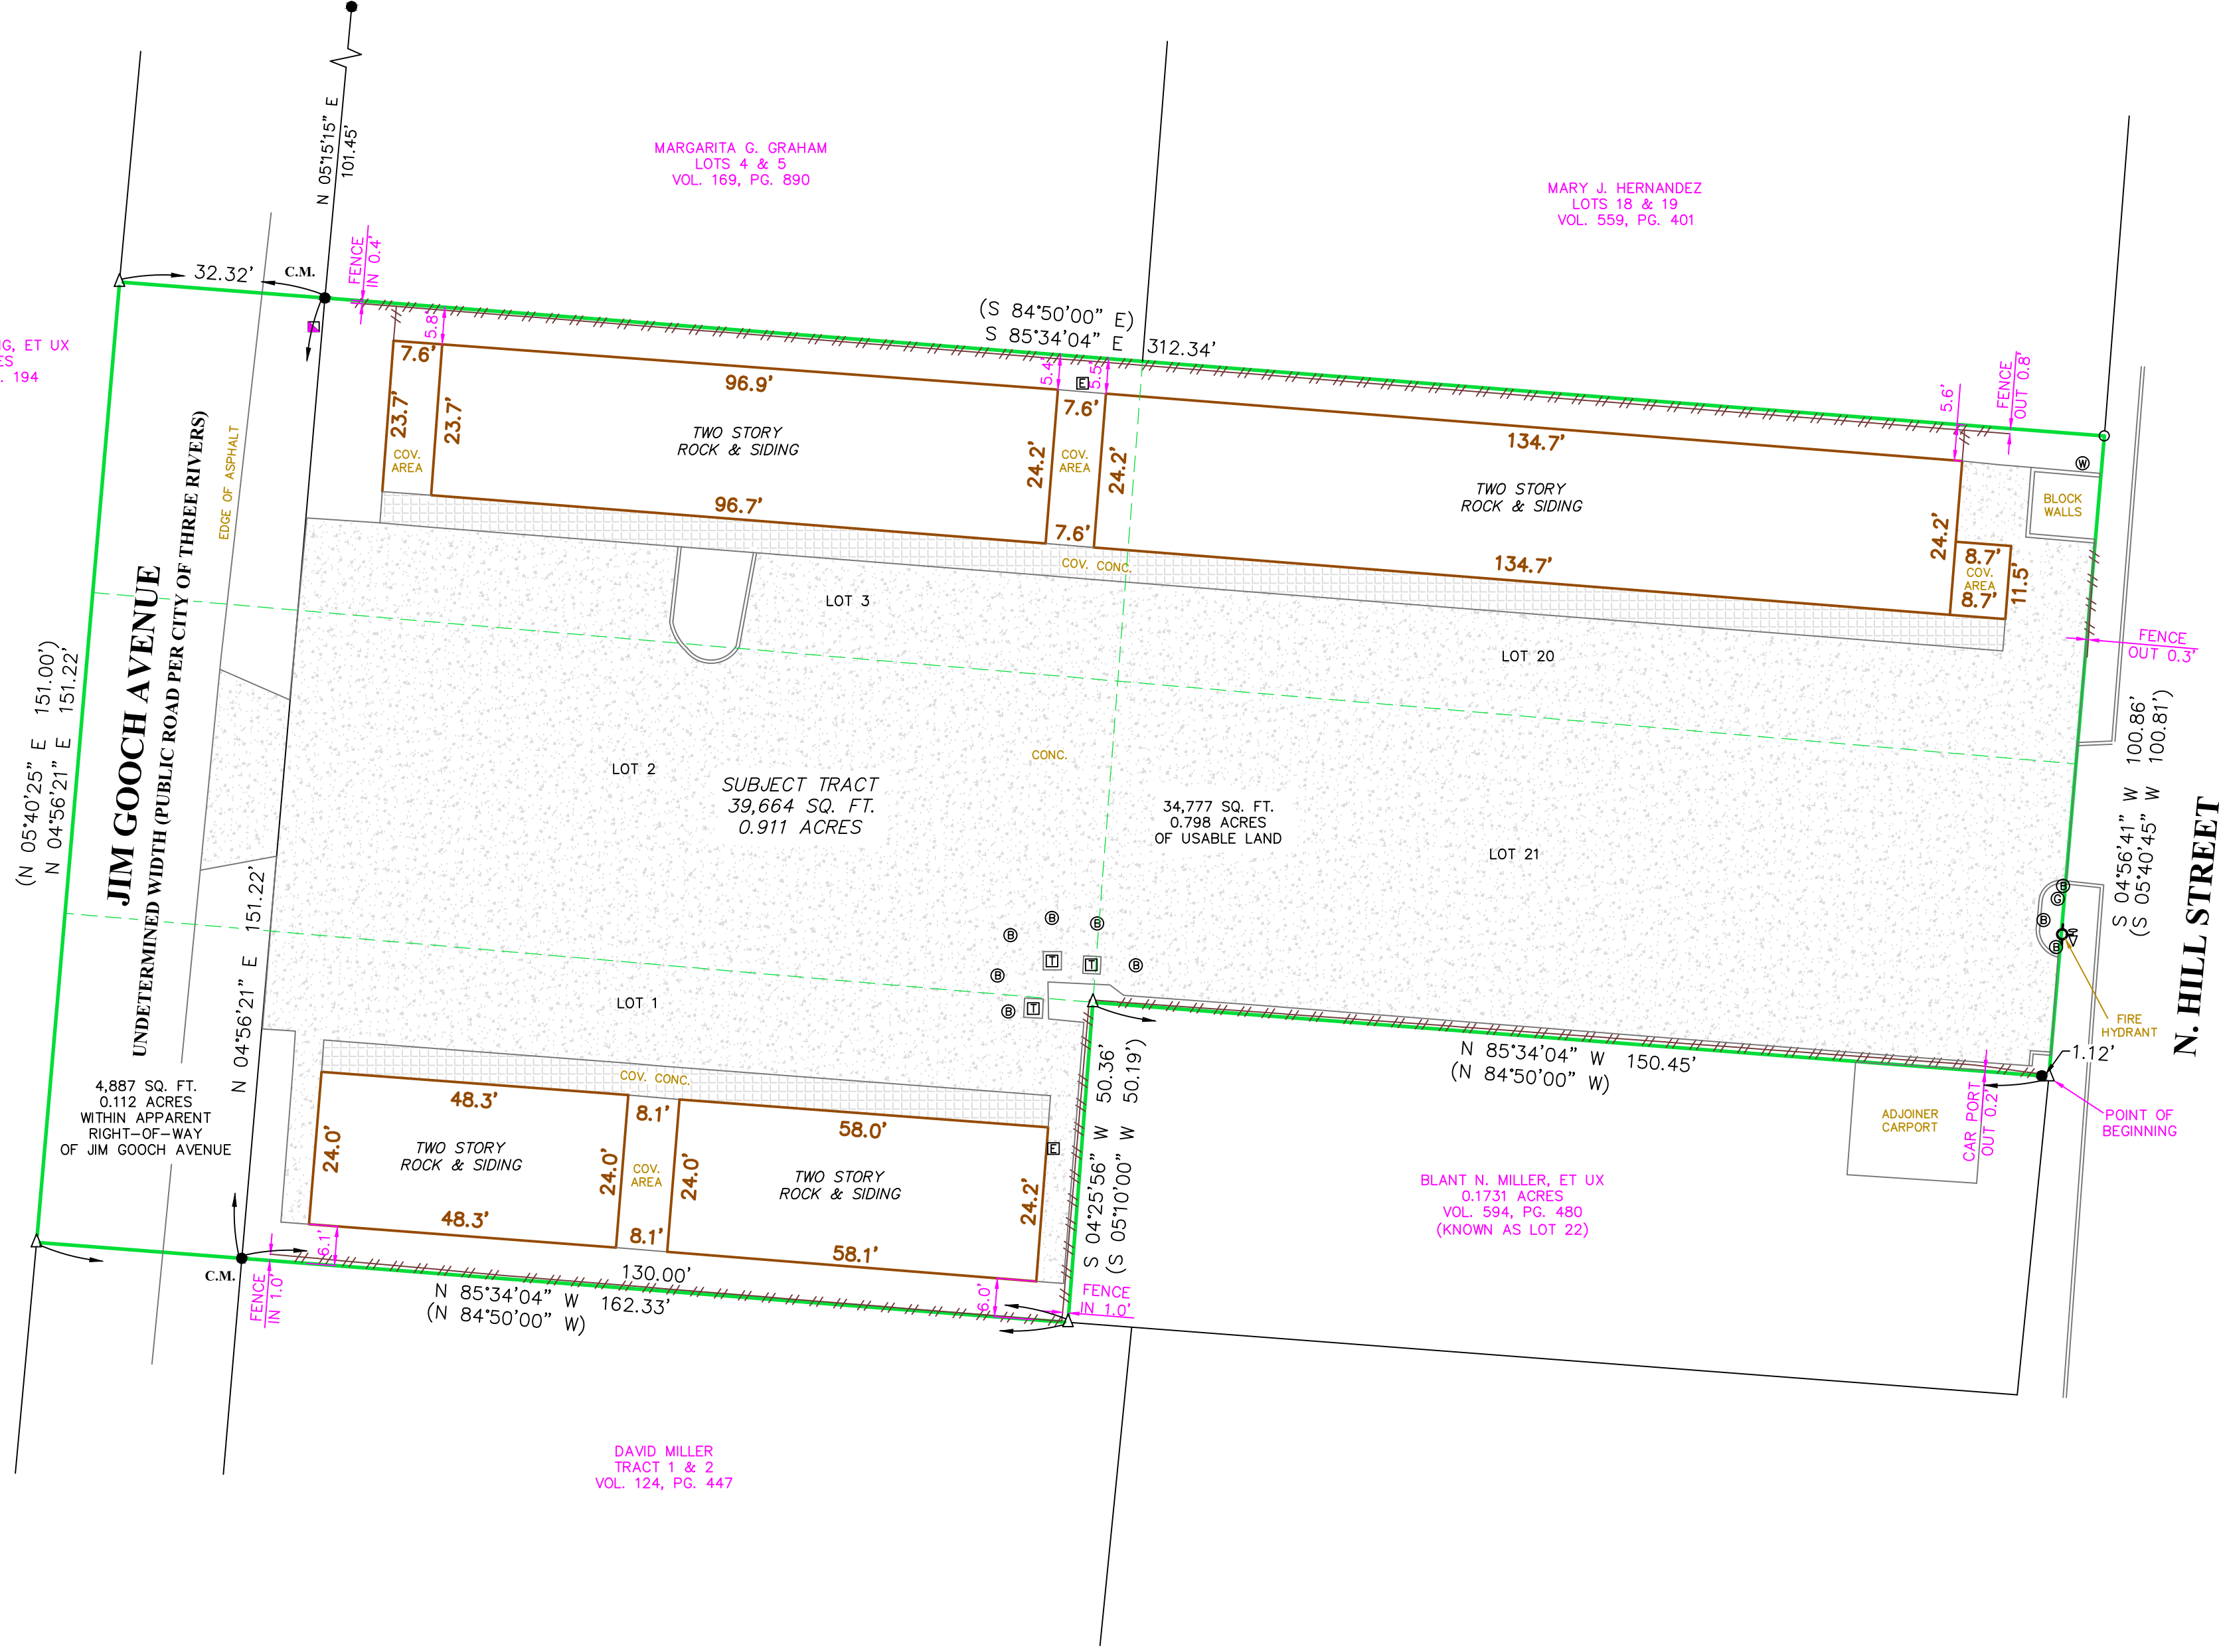 N 05°15'15" E
101.45'
MARGARITA G. GRAHAM
LOTS 4 & 5
VOL. 169, PG. 890
MARY J. HERNANDEZ
LOTS 18 & 19
VOL. 559, PG. 401
32.32'
C.M.
FENCE
IN 0.4'
(S 84°50'00" E)
S 85°34'04" E 312.34'
G, ET UX
ES
. 194
5.8'
5.4'
5.5'
5.6'
FENCE
OUT 0.8'
7.6'
23.7'
23.7'
COV.
AREA
96.9'
TWO STORY
ROCK & SIDING
96.7'
24.2'
E
7.6'
COV.
AREA
7.6'
24.2'
134.7'
TWO STORY
ROCK & SIDING
134.7'
24.2'
8.7'
COV.
AREA
8.7'
11.5'
W
BLOCK
WALLS
COV. CONC.
EDGE OF ASPHALT
JIM GOOCH AVENUE
UNDETERMINED WIDTH (PUBLIC ROAD PER CITY OF THREE RIVERS)
(N 05°40'25" E 151.00')
N 04°56'21" E 151.22'
LOT 3
LOT 20
FENCE
OUT 0.3'
LOT 2
CONC.
SUBJECT TRACT
39,664 SQ. FT.
0.911 ACRES
34,777 SQ. FT.
0.798 ACRES
OF USABLE LAND
LOT 21
S 04°56'41" W 100.86'
(S 05°40'45" W 100.81')
N. HILL STREET
N 04°56'21" E 151.22'
B
B
B
B
B
B
T
T
T
B
G
B
B
FIRE
HYDRANT
LOT 1
1.12'
POINT OF
BEGINNING
4,887 SQ. FT.
0.112 ACRES
WITHIN APPARENT
RIGHT-OF-WAY
OF JIM GOOCH AVENUE
COV. CONC.
48.3'
24.0'
TWO STORY
ROCK & SIDING
48.3'
24.0'
8.1'
COV.
AREA
8.1'
24.0'
58.0'
TWO STORY
ROCK & SIDING
58.1'
24.2'
E
S 04°25'56" W 50.36'
(S 05°10'00" W 50.19')
N 85°34'04" W 150.45'
(N 84°50'00" W)
ADJOINER
CARPORT
CAR PORT
OUT 0.2'
BLANT N. MILLER, ET UX
0.1731 ACRES
VOL. 594, PG. 480
(KNOWN AS LOT 22)
6.1'
6.0'
C.M.
FENCE
IN 1.0'
130.00'
N 85°34'04" W 162.33'
(N 84°50'00" W)
FENCE
IN 1.0'
DAVID MILLER
TRACT 1 & 2
VOL. 124, PG. 447